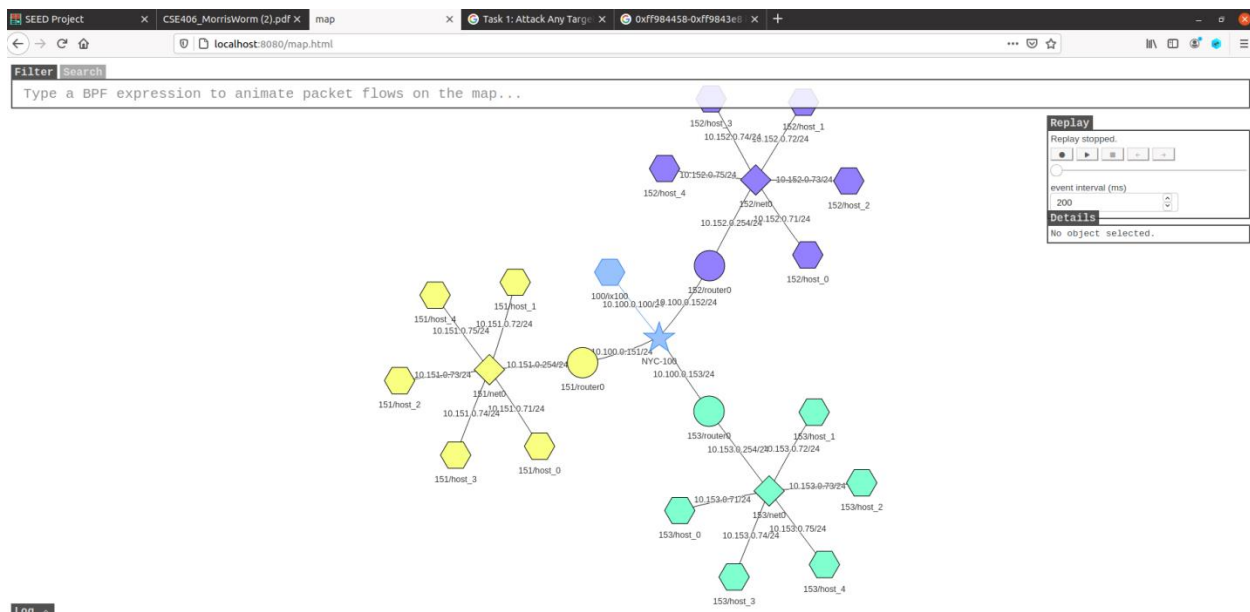 SEED Project
CSE406_MorrisWorm (2).pdf
map
Task 1: Attack Any Targe
0xff984458-0xff9843e8
localhost:8080/map.html
Filter
Search
Type a BPF expression to animate packet flows on the map...
Replay
Replay stopped.
event interval (ms)
200
Details
No object selected.
152/host_3
152/host_1
10.152.0.74/24
10.152.0.72/24
152/host_4
10.152.0.75/24
10.152.0.73/24
152/host_2
152/net0
10.152.0.254/24
10.152.0.71/24
152/host_0
152/router0
100/ix100
10.100.0.100/24
10.100.0.152/24
NYC-100
10.100.0.151/24
10.100.0.153/24
151/host_1
151/host_4
10.151.0.72/24
10.151.0.75/24
10.151.0.254/24
151/router0
10.151.0.73/24
151/host_2
151/net0
10.151.0.74/24
10.151.0.71/24
151/host_3
151/host_0
153/router0
153/host_1
10.153.0.254/24
10.153.0.72/24
10.153.0.71/24
10.153.0.73/24
153/host_2
153/host_0
153/net0
10.153.0.74/24
10.153.0.75/24
153/host_3
153/host_4
Log